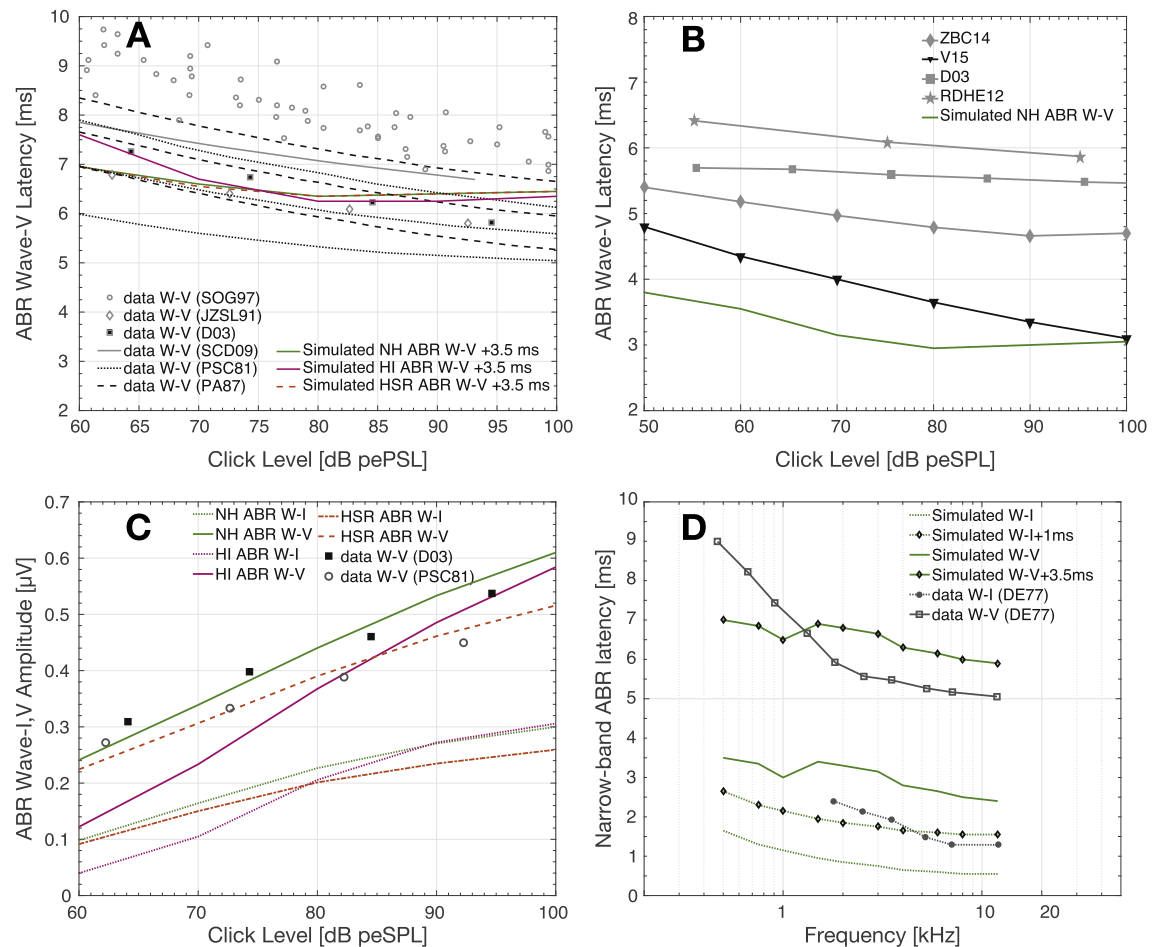 A
ABR Wave-V Latency [ms]
10
9
8
7
6
5
4
3
2
data W-V (SOG97)
data W-V (JZSL91)
data W-V (D03)
data W-V (SCD09)
data W-V (PSC81)
data W-V (PA87)
Simulated NH ABR W-V +3.5 ms
Simulated HI ABR W-V +3.5 ms
Simulated HSR ABR W-V +3.5 ms
60 65 70 75 80 85 90 95 100
Click Level [dB pePSL]
B
ABR Wave-V Latency [ms]
8
7
6
5
4
3
2
ZBC14
V15
D03
RDHE12
Simulated NH ABR W-V
50 60 70 80 90 100
Click Level [dB peSPL]
C
ABR Wave-I,V Amplitude [µV]
0.7
0.6
0.5
0.4
0.3
0.2
0.1
0
NH ABR W-I
NH ABR W-V
HI ABR W-I
HI ABR W-V
HSR ABR W-I
HSR ABR W-V
data W-V (D03)
data W-V (PSC81)
60 70 80 90 100
Click Level [dB peSPL]
D
Narrow-band ABR latency [ms]
10
9
8
7
6
5
4
3
2
1
0
Simulated W-I
Simulated W-I+1ms
Simulated W-V
Simulated W-V+3.5ms
data W-I (DE77)
data W-V (DE77)
1 10 20
Frequency [kHz]